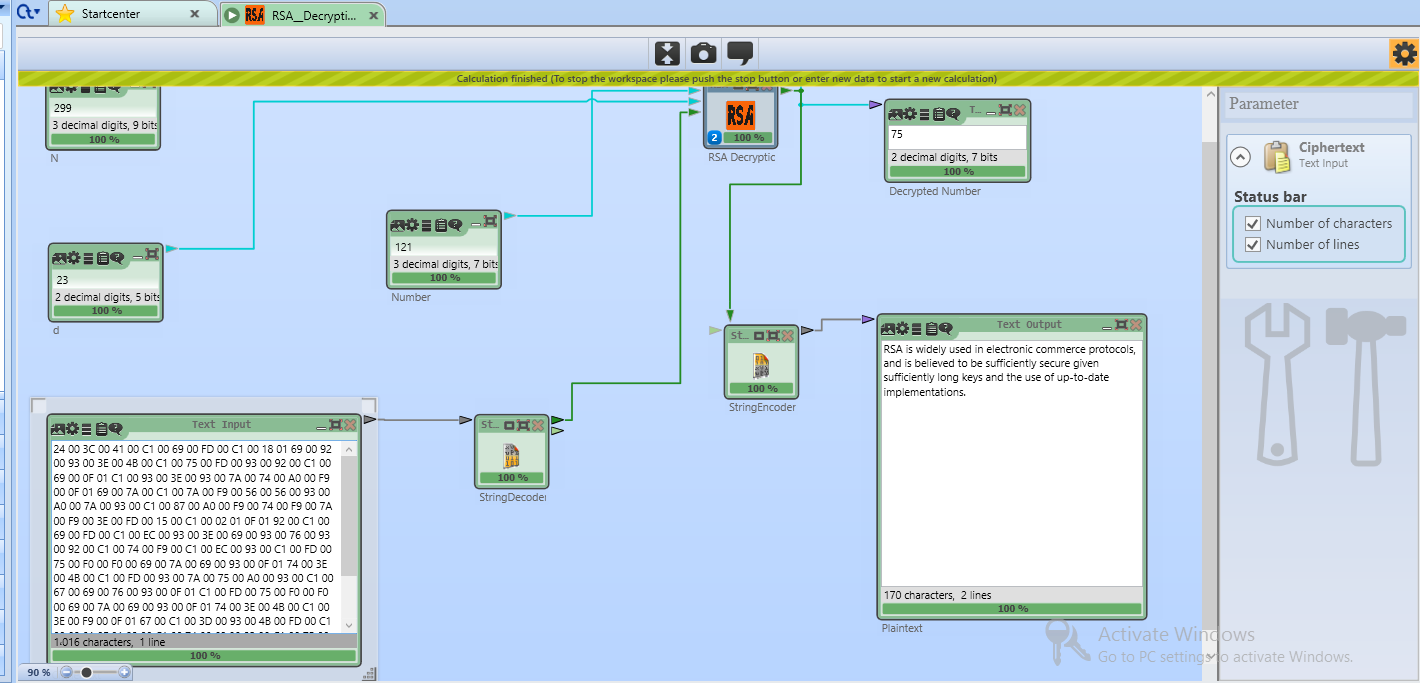 Startcenter
RSA__Decrypti...
Calculation finished (To stop the workspace please push the stop button or enter new data to start a new calculation)
299
3 decimal digits, 9 bits
100 %
N
RSA
2
100 %
RSA Decryptic
T...
75
2 decimal digits, 7 bits
100 %
Decrypted Number
121
3 decimal digits, 7 bits
100 %
Number
23
2 decimal digits, 5 bits
100 %
d
St...
100 %
StringEncoder
Text Output
RSA is widely used in electronic commerce protocols,
and is believed to be sufficiently secure given
sufficiently long keys and the use of up-to-date
implementations.
170 characters, 2 lines
100 %
Plaintext
Text Input
24 00 3C 00 41 00 C1 00 69 00 FD 00 C1 00 18 01 69 00 92
00 93 00 3E 00 4B 00 C1 00 75 00 FD 00 93 00 92 00 C1 00
69 00 0F 01 C1 00 93 00 3E 00 93 00 7A 00 74 00 A0 00 F9
00 0F 01 69 00 7A 00 C1 00 7A 00 F9 00 56 00 56 00 93 00
A0 00 7A 00 93 00 C1 00 87 00 A0 00 F9 00 74 00 F9 00 7A
00 F9 00 3E 00 FD 00 15 00 C1 00 02 01 0F 01 92 00 C1 00
69 00 FD 00 C1 00 EC 00 93 00 3E 00 69 00 93 00 76 00 93
00 92 00 C1 00 74 00 F9 00 C1 00 EC 00 93 00 C1 00 FD 00
75 00 F0 00 F0 00 69 00 7A 00 69 00 93 00 0F 01 74 00 3E
00 4B 00 C1 00 FD 00 93 00 7A 00 75 00 A0 00 93 00 C1 00
67 00 69 00 76 00 93 00 0F 01 C1 00 FD 00 75 00 F0 00 F0
00 69 00 7A 00 69 00 93 00 0F 01 74 00 3E 00 4B 00 C1 00
3E 00 F9 00 0F 01 67 00 C1 00 3D 00 93 00 4B 00 FD 00 C1
1.016 characters, 1 line
100 %
St...
100 %
StringDecoder
90 %
Parameter
Ciphertext
Text Input
Status bar
Number of characters
Number of lines
Activate Windows
Go to PC settings to activate Windows.